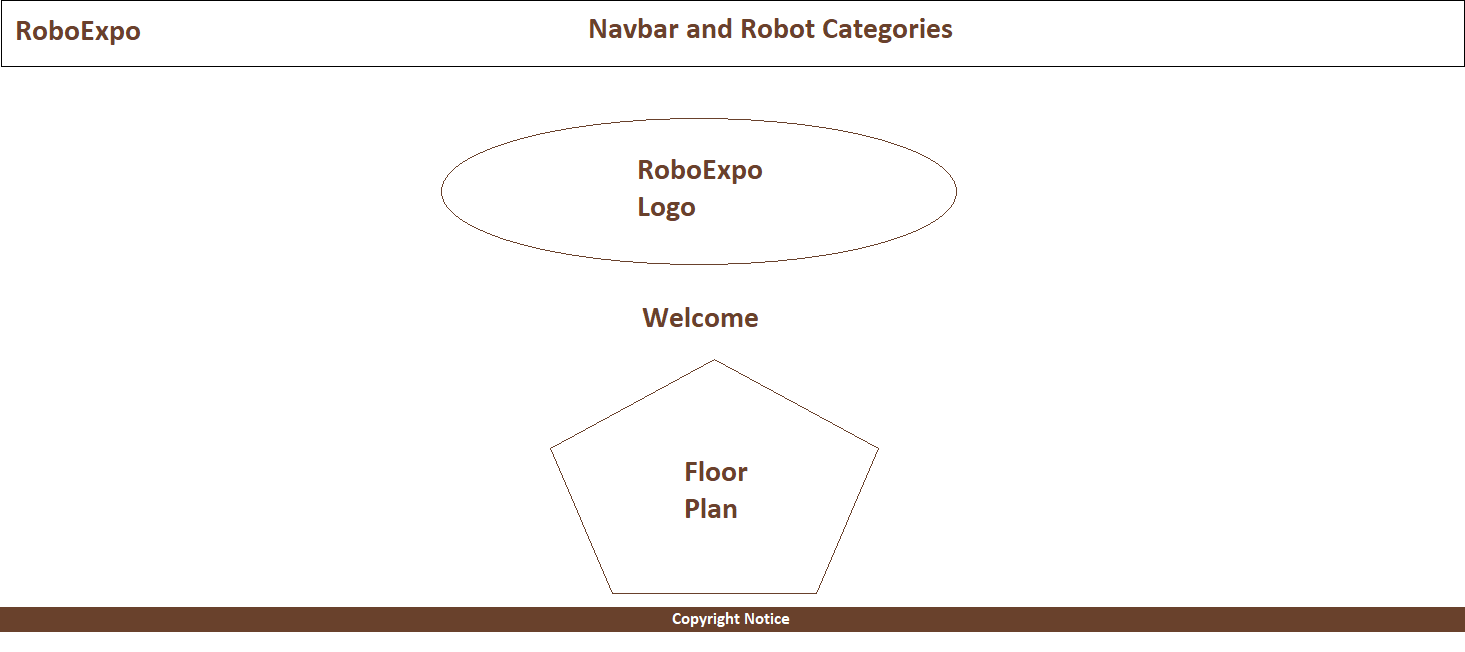 RoboExpo
Navbar and Robot Categories
RoboExpo
Logo
Welcome
Floor
Plan
Copyright Notice